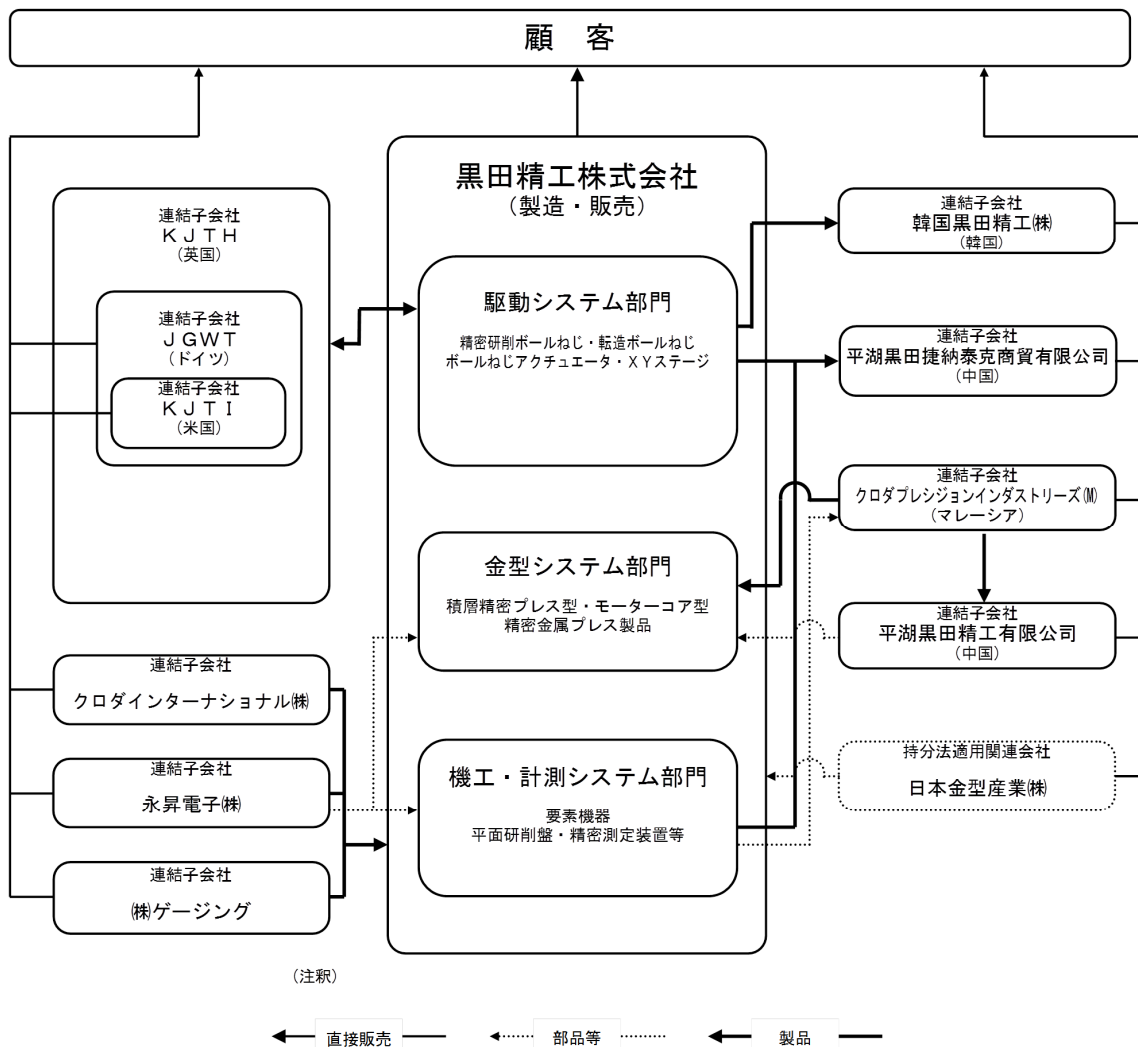 顧　客
黒田精工株式会社
（製造・販売）
連結子会社
ＫＪＴＨ
（英国）
連結子会社
ＪＧＷＴ
（ドイツ）
連結子会社
ＫＪＴＩ
（米国）
駆動システム部門
精密研削ボールねじ・転造ボールねじ
ボールねじアクチュエータ・ＸＹステージ
連結子会社
韓国黒田精工㈱
（韓国）
連結子会社
平湖黒田捷納泰克商貿有限公司
（中国）
連結子会社
クロダプレシジョンインダストリーズ(M)
（マレーシア）
金型システム部門
積層精密プレス型・モーターコア型
精密金属プレス製品
連結子会社
平湖黒田精工有限公司
（中国）
連結子会社
クロダインターナショナル㈱
連結子会社
永昇電子㈱
連結子会社
㈱ゲージング
機工・計測システム部門
要素機器
平面研削盤・精密測定装置等
持分法適用関連会社
日本金型産業㈱
（注釈）
直接販売
部品等
製品